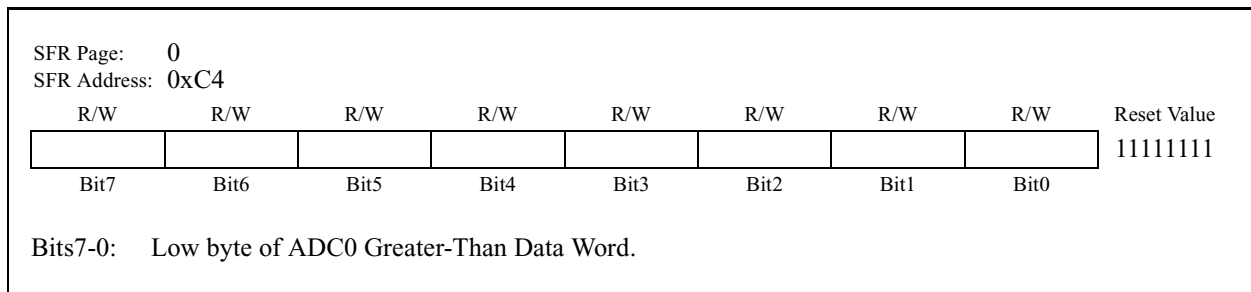 SFR Page: 0
SFR Address: 0xC4
R/W R/W R/W R/W R/W R/W R/W R/W Reset Value
11111111
Bit7 Bit6 Bit5 Bit4 Bit3 Bit2 Bit1 Bit0
Bits7-0: Low byte of ADC0 Greater-Than Data Word.